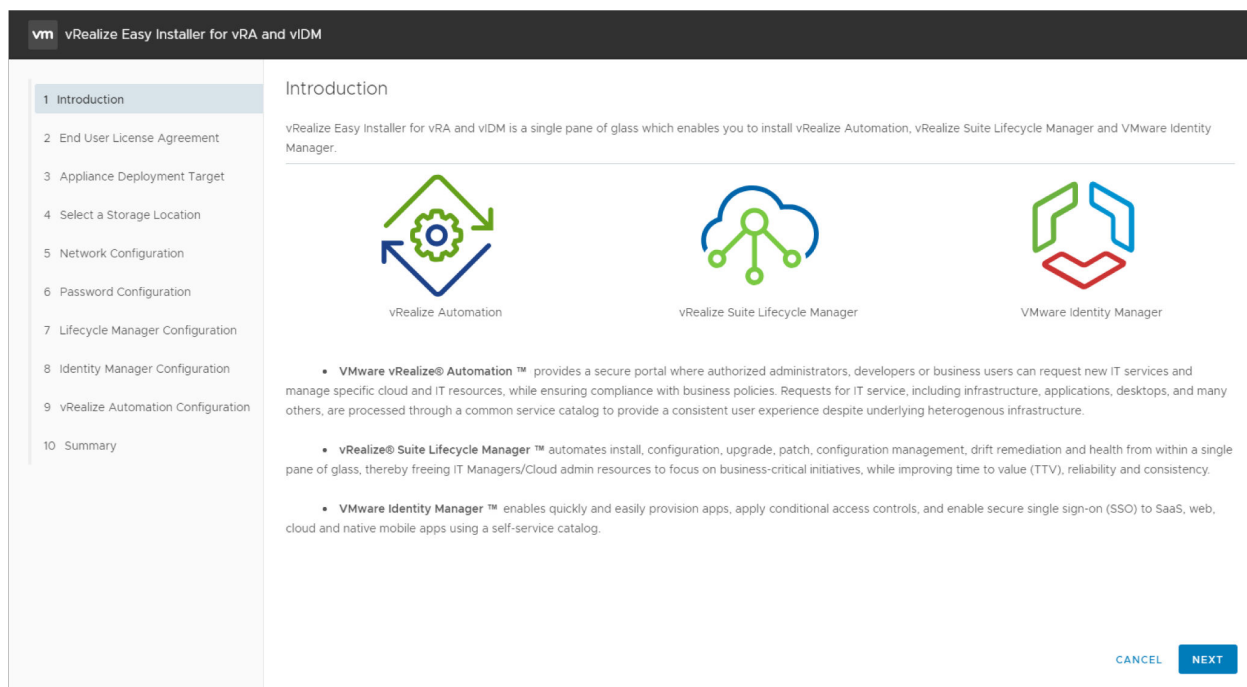 vm vRealize Easy Installer for vRA and vIDM
1 Introduction
2 End User License Agreement
3 Appliance Deployment Target
4 Select a Storage Location
5 Network Configuration
6 Password Configuration
7 Lifecycle Manager Configuration
8 Identity Manager Configuration
9 vRealize Automation Configuration
10 Summary
Introduction
vRealize Easy Installer for vRA and vIDM is a single pane of glass which enables you to install vRealize Automation, vRealize Suite Lifecycle Manager and VMware Identity
Manager.
vRealize Automation
vRealize Suite Lifecycle Manager
VMware Identity Manager
• VMware vRealize® Automation ™ provides a secure portal where authorized administrators, developers or business users can request new IT services and
manage specific cloud and IT resources, while ensuring compliance with business policies. Requests for IT service, including infrastructure, applications, desktops, and many
others, are processed through a common service catalog to provide a consistent user experience despite underlying heterogenous infrastructure.
• vRealize® Suite Lifecycle Manager ™ automates install, configuration, upgrade, patch, configuration management, drift remediation and health from within a single
pane of glass, thereby freeing IT Managers/Cloud admin resources to focus on business-critical initiatives, while improving time to value (TTV), reliability and consistency.
• VMware Identity Manager ™ enables quickly and easily provision apps, apply conditional access controls, and enable secure single sign-on (SSO) to SaaS, web,
cloud and native mobile apps using a self-service catalog.
CANCEL
NEXT